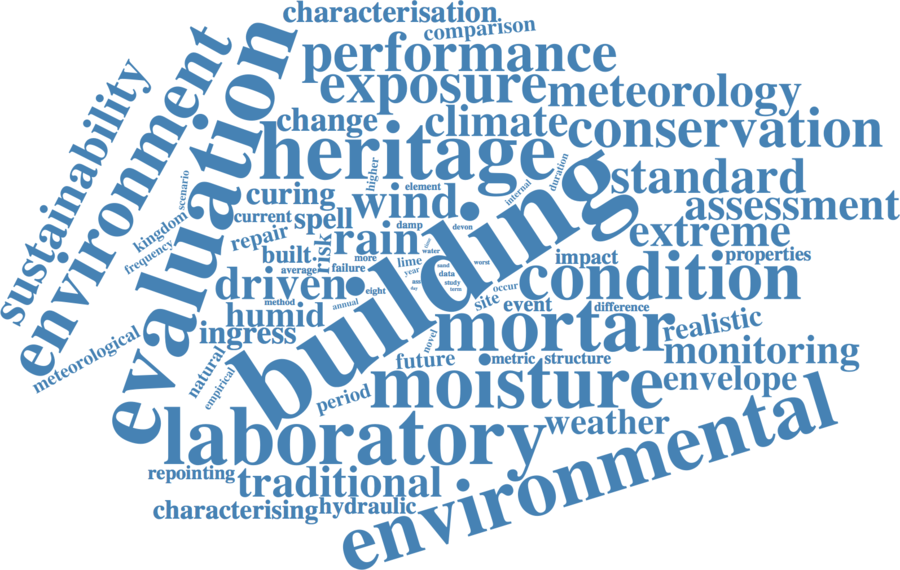 characterisation
comparison
performance
exposure
meteorology
sustainability
environment
evaluation
change
climate
conservation
heritage
higher
element
duration
internal
standard
scenario
curing
wind
assessment
kingdom
current
spell
damp
devon
extreme
frequency
repair
risk
rain
time
water
built
more
lime
sand
worst
impact
properties
average
failure
year
data
building
condition
driven
am
study
day
term
eight
occur
method
annual
site
event
difference
humid
mortar
realistic
ingress
novel
meteorological
natural
future
metric
structure
monitoring
empirical
period
moisture
envelope
laboratory
weather
environmental
repointing
traditional
characterising
hydraulic